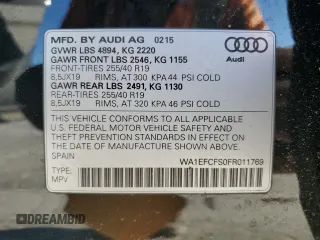 MFD. BY AUDI AG 0215
GVWR LBS 4894, KG 2220
GAWR FRONT LBS 2546, KG 1155
FRONT-TIRES 255/40 R19
8,5JX19 RIMS, AT 300 KPA 44 PSI COLD
GAWR REAR LBS 2491, KG 1130
REAR-TIRES 255/40 R19
8,5JX19 RIMS, AT 320 KPA 46 PSI COLD
Audi
THIS VEHICLE CONFORMS TO ALL APPLICABLE
U.S. FEDERAL MOTOR VEHICLE SAFETY, BUMPER
AND THEFT PREVENTION STANDARDS IN EFFECT ON THE
DATE OF MANUFACTURE SHOWN ABOVE.
SPAIN WA1EFCFS0FR011769
TYPE:
MPV
DREAMBID